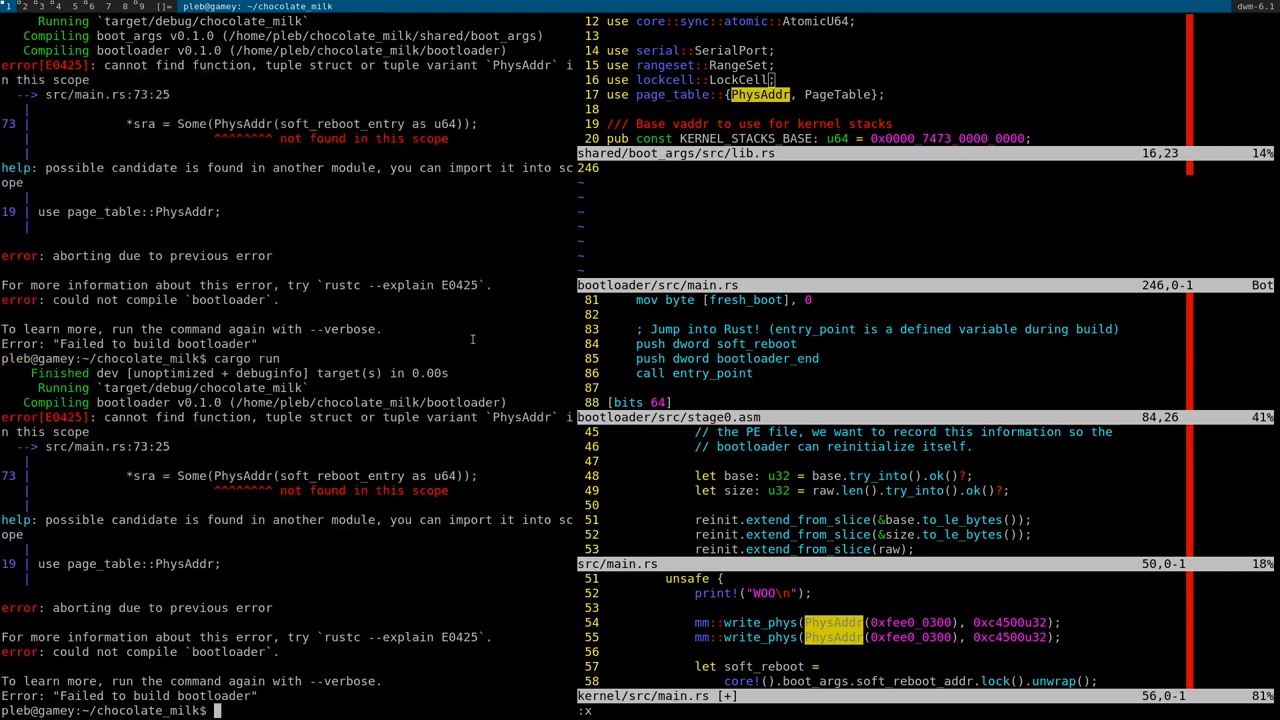 1 2 3 4 5 6 7 8 9 []= pleb@gamey:~/chocolate_milk dwm-6.1
Running `target/debug/chocolate_milk`
Compiling boot_args v0.1.0 (/home/pleb/chocolate_milk/shared/boot_args)
Compiling bootloader v0.1.0 (/home/pleb/chocolate_milk/bootloader)
error[E0425]: cannot find function, tuple struct or tuple variant `PhysAddr` i
n this scope
--> src/main.rs:73:25
|
73 | *sra = Some(PhysAddr(soft_reboot_entry as u64));
| ^^^^^^^^ not found in this scope
|
help: possible candidate is found in another module, you can import it into sc
ope
|
19 | use page_table::PhysAddr;
|
error: aborting due to previous error
For more information about this error, try `rustc --explain E0425`.
error: could not compile `bootloader`.
To learn more, run the command again with --verbose.
Error: "Failed to build bootloader"
pleb@gamey:~/chocolate_milk$ cargo run
Finished dev [unoptimized + debuginfo] target(s) in 0.00s
Running `target/debug/chocolate_milk`
Compiling bootloader v0.1.0 (/home/pleb/chocolate_milk/bootloader)
error[E0425]: cannot find function, tuple struct or tuple variant `PhysAddr` i
n this scope
--> src/main.rs:73:25
|
73 | *sra = Some(PhysAddr(soft_reboot_entry as u64));
| ^^^^^^^^ not found in this scope
|
help: possible candidate is found in another module, you can import it into sc
ope
|
19 | use page_table::PhysAddr;
|
error: aborting due to previous error
For more information about this error, try `rustc --explain E0425`.
error: could not compile `bootloader`.
To learn more, run the command again with --verbose.
Error: "Failed to build bootloader"
pleb@gamey:~/chocolate_milk$
12 use core::sync::atomic::AtomicU64;
13
14 use serial::SerialPort;
15 use rangeset::RangeSet;
16 use lockcell::LockCell;
17 use page_table::{PhysAddr, PageTable};
18
19 /// Base vaddr to use for kernel stacks
20 pub const KERNEL_STACKS_BASE: u64 = 0x0000_7473_0000_0000;
shared/boot_args/src/lib.rs 16,23 14%
246
~
~
~
~
~
~
~
bootloader/src/main.rs 246,0-1 Bot
81 mov byte [fresh_boot], 0
82
83 ; Jump into Rust! (entry_point is a defined variable during build)
84 push dword soft_reboot
85 push dword bootloader_end
86 call entry_point
87
88 [bits 64]
bootloader/src/stage0.asm 84,26 41%
45 // the PE file, we want to record this information so the
46 // bootloader can reinitialize itself.
47
48 let base: u32 = base.try_into().ok()?;
49 let size: u32 = raw.len().try_into().ok()?;
50
51 reinit.extend_from_slice(&base.to_le_bytes());
52 reinit.extend_from_slice(&size.to_le_bytes());
53 reinit.extend_from_slice(raw);
src/main.rs 50,0-1 18%
51 unsafe {
52 print!("WOO\n");
53
54 mm::write_phys(PhysAddr(0xfee0_0300), 0xc4500u32);
55 mm::write_phys(PhysAddr(0xfee0_0300), 0xc4500u32);
56
57 let soft_reboot =
58 core!().boot_args.soft_reboot_addr.lock().unwrap();
kernel/src/main.rs [+] 56,0-1 81%
:x